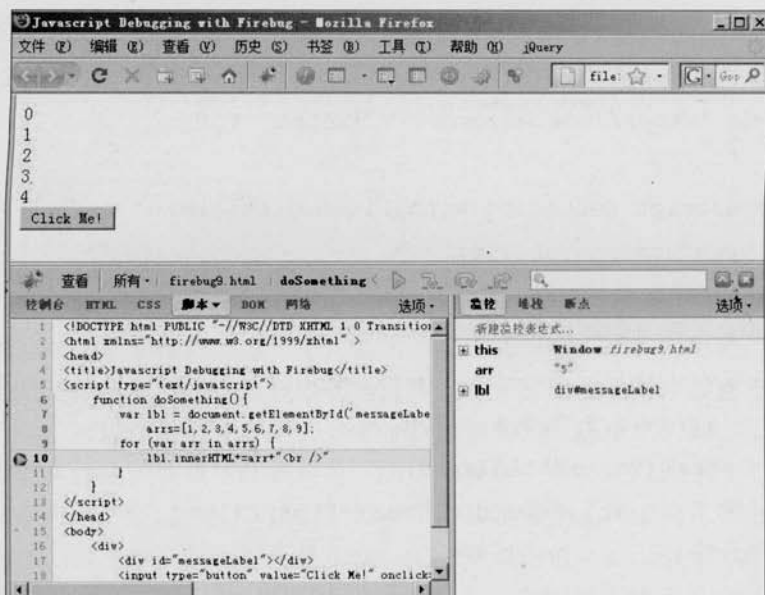 Javascript Debugging with Firebug - Mozilla Firefox
文件 (F) 编辑 (E) 查看 (V) 历史 (S) 书签 (B) 工具 (T) 帮助 (H) jQuery
file:
G
0
1
2
3
4
Click Me!
查看 所有 firebug9.html doSomething
控制台 HTML CSS 脚本 DOM 网络 选项
监控 堆栈 断点 选项
1 <!DOCTYPE html PUBLIC "-//W3C//DTD XHTML 1.0 Transition
2 <html xmlns="http://www.w3.org/1999/xhtml" >
3 <head>
4 <title>Javascript Debugging with Firebug</title>
5 <script type="text/javascript">
6 function doSomething(){
7 var lbl = document.getElementById('messageLabe
8 arrs=[1,2,3,4,5,6,7,8,9];
9 for (var arr in arrs) {
10 lbl.innerHTML+=arr+"<br />"
11 }
12 }
13 </script>
14 </head>
15 <body>
16 <div>
17 <div id="messageLabel"></div>
18 <input type="button" value="Click Me!" onclick=
新建监控表达式...
this Window firebug9.html
arr "5"
lbl div#messageLabel